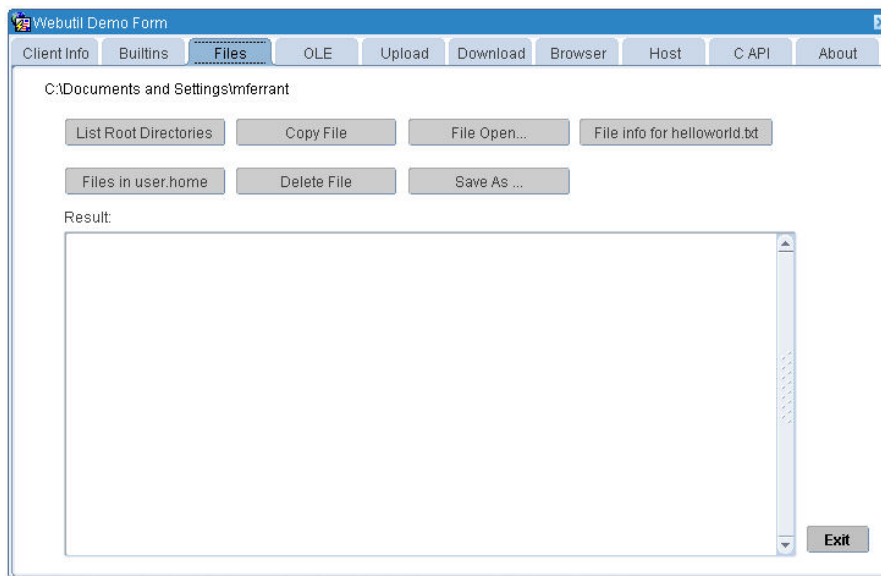 Webutil Demo Form
Client Info Builtins Files OLE Upload Download Browser Host C API About
C:\Documents and Settings\mferrant
List Root Directories Copy File File Open... File info for helloworld.txt
Files in user.home Delete File Save As ...
Result:
Exit